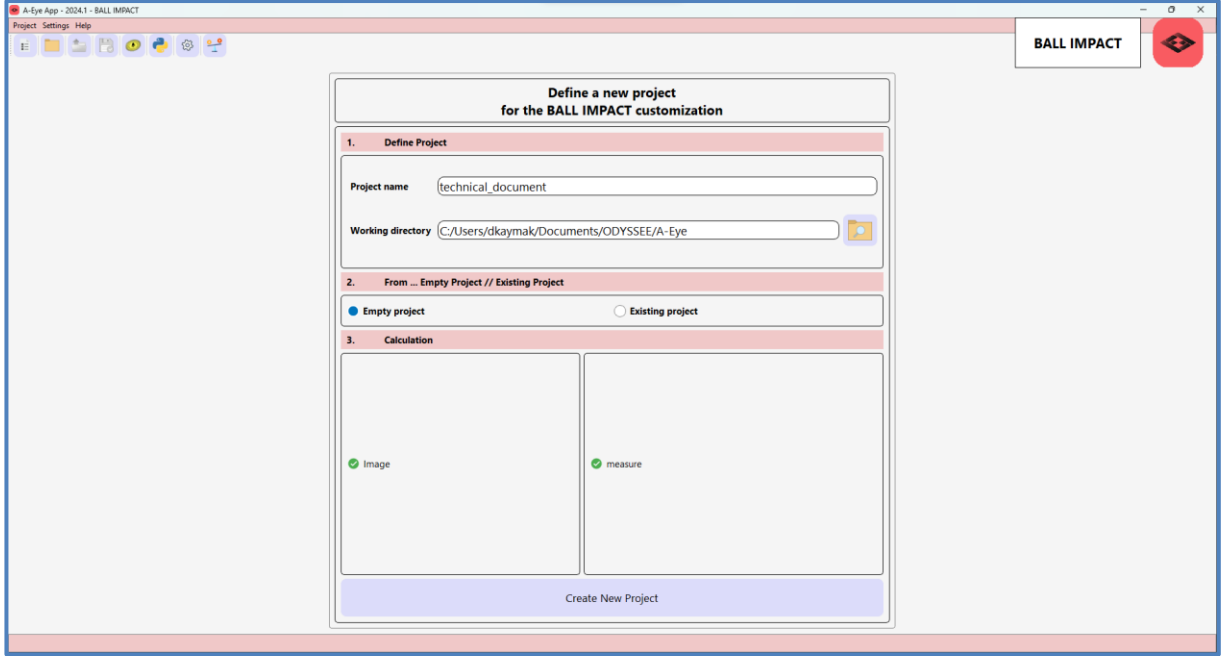 A-Eye App - 2024.1 - BALL IMPACT
Project Settings Help
BALL IMPACT
Define a new project
for the BALL IMPACT customization
1. Define Project
Project name technical_document
Working directory C:/Users/dkaymak/Documents/ODYSSEE/A-Eye
2. From ... Empty Project // Existing Project
Empty project Existing project
3. Calculation
Image measure
Create New Project